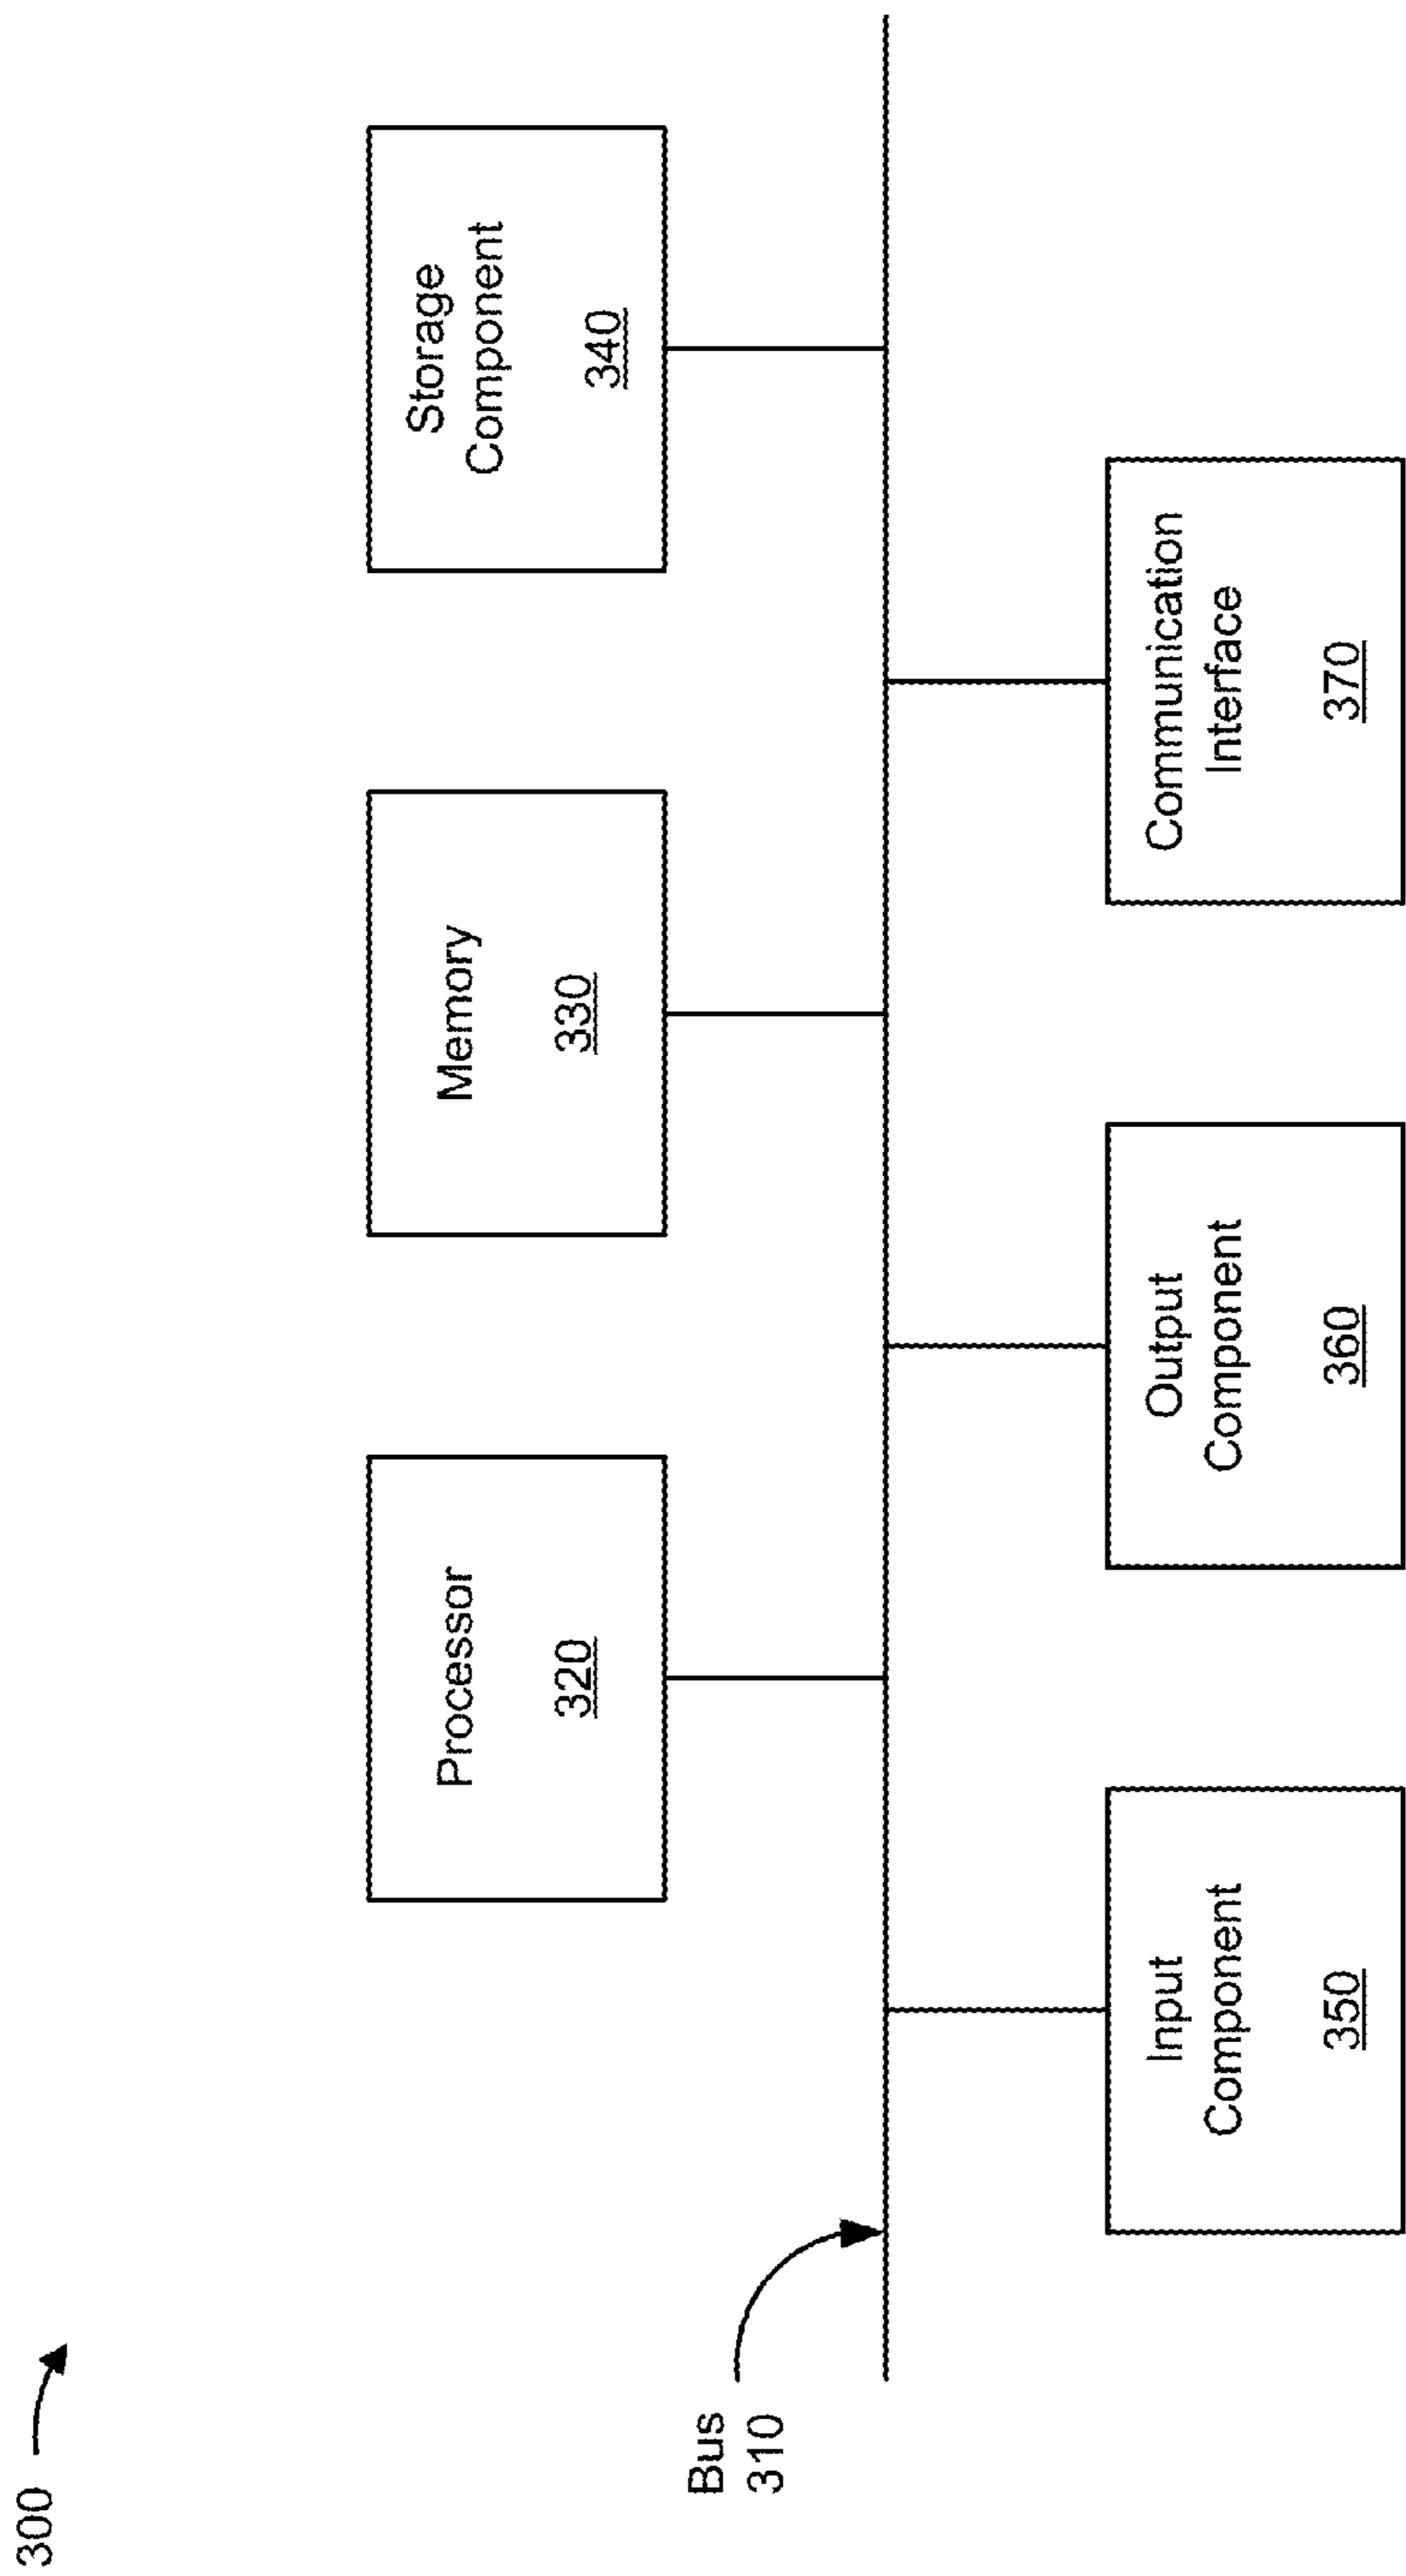 300
Bus
310
Processor
320
Memory
330
Storage
Component
340
Input
Component
350
Output
Component
360
Communication
Interface
370